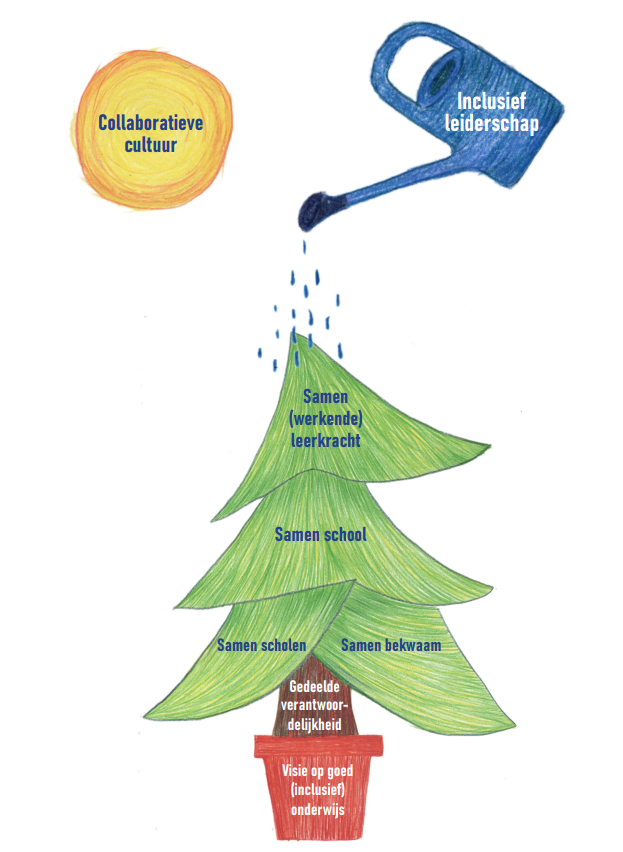 Collaboratieve
cultuur
Inclusief
leiderschap
Samen
(werkende)
leerkracht
Samen school
Samen scholen
Samen bekwaam
Gedeelde
verantwoor-
delijkheid
Visie op goed
(inclusief)
onderwijs